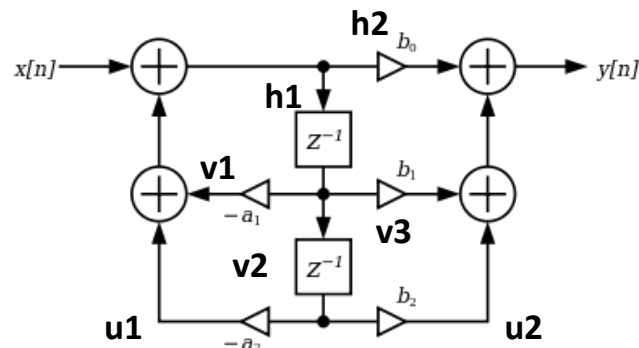 h2
b₀
x[n]
y[n]
h1
z⁻¹
v1
b₁
−a₁
v3
v2
z⁻¹
b₂
u1
−a₂
u2